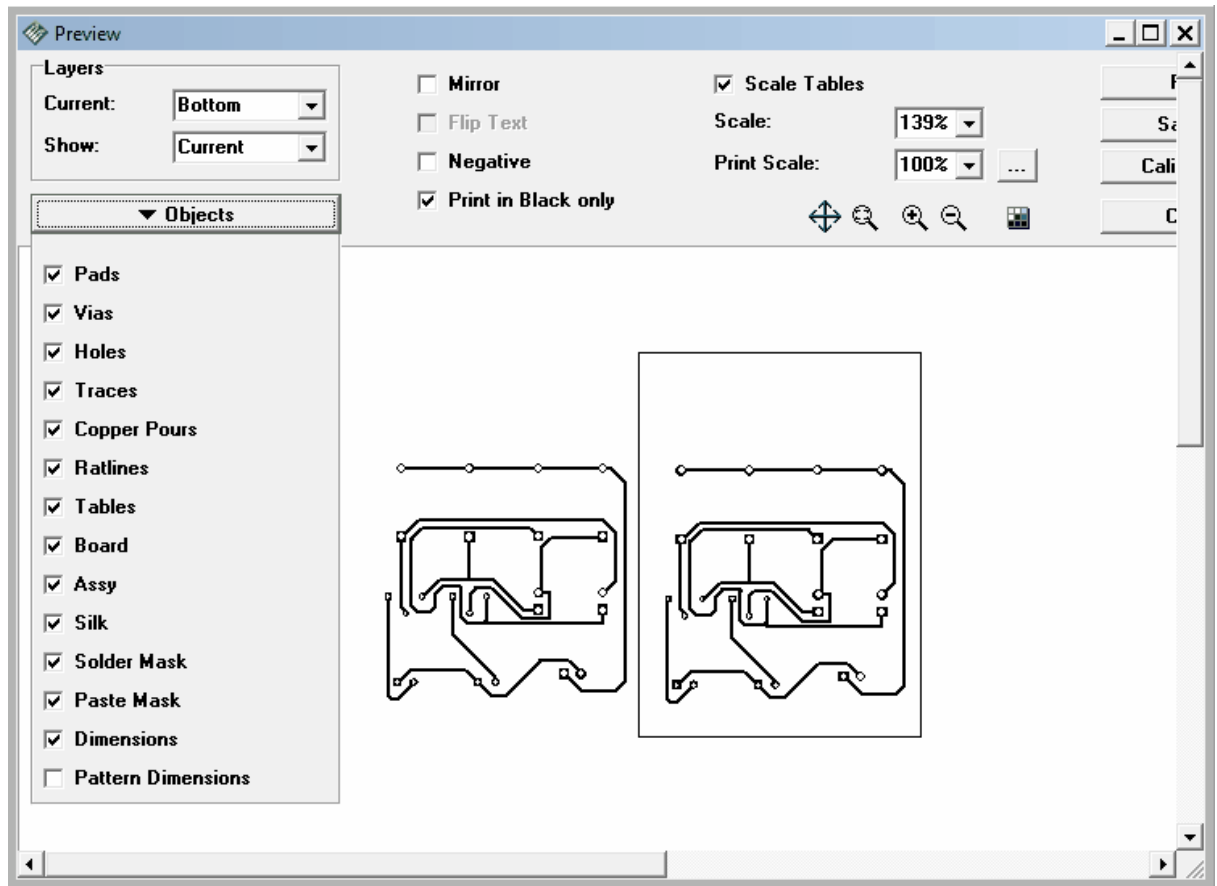 Preview
Layers
Current: Bottom
Show: Current
Objects
Mirror
Flip Text
Negative
Print in Black only
Scale Tables
Scale: 139%
Print Scale: 100% ...
Pads
Vias
Holes
Traces
Copper Pours
Ratlines
Tables
Board
Assy
Silk
Solder Mask
Paste Mask
Dimensions
Pattern Dimensions